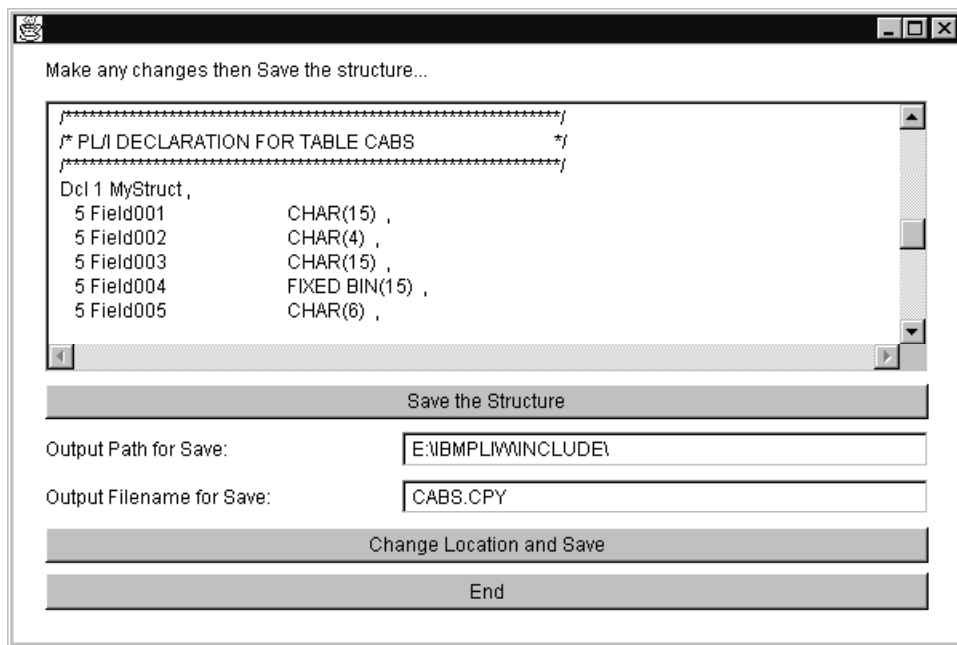 Make any changes then Save the structure...
/*************************************************************/
/* PL/I DECLARATION FOR TABLE CABS */
/*************************************************************/
Dcl 1 MyStruct ,
5 Field001 CHAR(15) ,
5 Field002 CHAR(4) ,
5 Field003 CHAR(15) ,
5 Field004 FIXED BIN(15) ,
5 Field005 CHAR(6) ,
Save the Structure
Output Path for Save: E:\IBMPLIW\INCLUDE\
Output Filename for Save: CABS.CPY
Change Location and Save
End